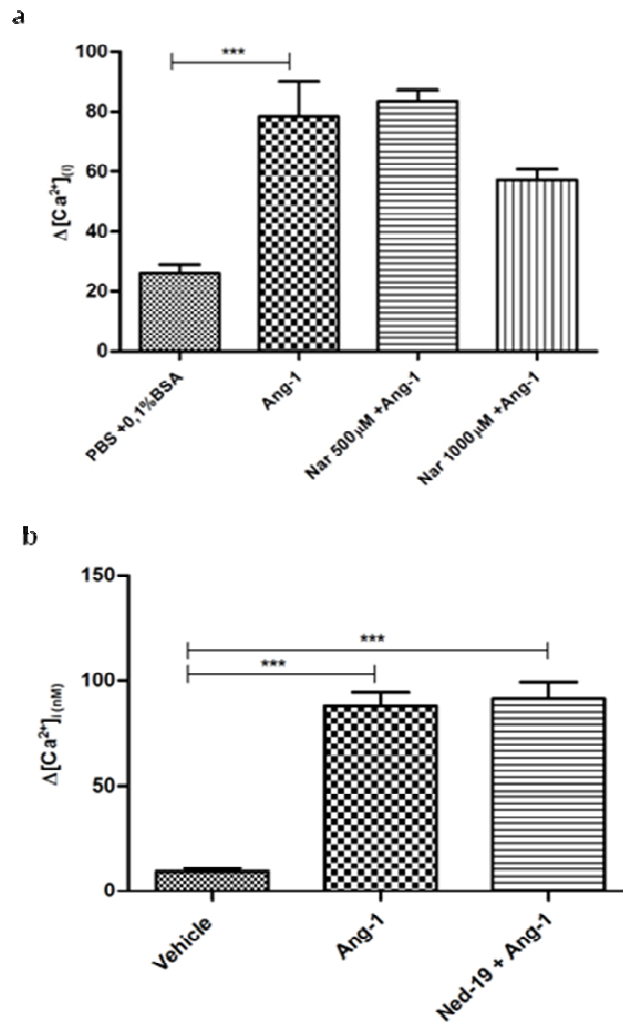 a
100
80
60
40
20
0
Δ [Ca²⁺](i)
***
PBS +0,1%BSA
Ang-1
Nar 500µM +Ang-1
Nar 1000µM +Ang-1
b
150
100
50
0
Δ[Ca²⁺]i(nM)
***
***
Vehicle
Ang-1
Ned-19 + Ang-1